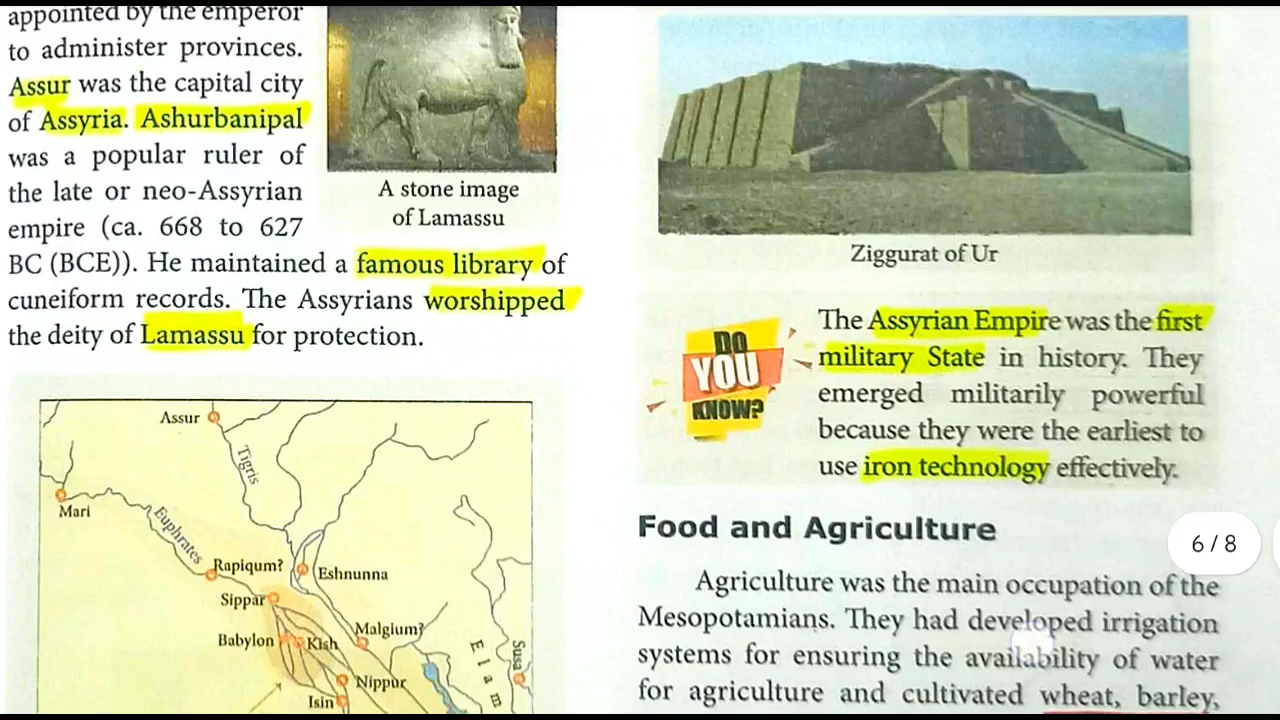 appointed by the emperor
to administer provinces.
Assur was the capital city
of Assyria. Ashurbanipal
was a popular ruler of
the late or neo-Assyrian
empire (ca. 668 to 627
BC (BCE)). He maintained a famous library of
cuneiform records. The Assyrians worshipped
the deity of Lamassu for protection.
A stone image
of Lamassu
Assur
Tigris
Mari
Euphrates
Rapiqum?
Eshnunna
Sippar
Malgium?
Babylon
Kish
Elam
Susa
Nippur
Isin
Ziggurat of Ur
DO
YOU
KNOW?
The Assyrian Empire was the first
military State in history. They
emerged militarily powerful
because they were the earliest to
use iron technology effectively.
Food and Agriculture
6 / 8
Agriculture was the main occupation of the
Mesopotamians. They had developed irrigation
systems for ensuring the availability of water
for agriculture and cultivated wheat, barley,